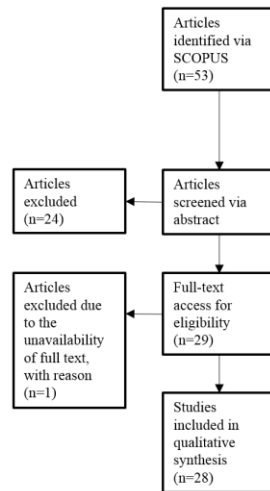 Articles
identified via
SCOPUS
(n=53)
Articles
excluded
(n=24)
Articles
screened via
abstract
Articles
excluded due
to the
unavailability
of full text,
with reason
(n=1)
Full-text
access for
eligibility
(n=29)
Studies
included in
qualitative
synthesis
(n=28)